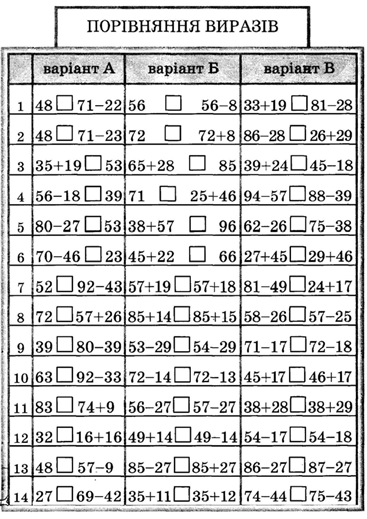 ПОРІВНЯННЯ ВИРАЗІВ
варіант А варіант Б варіант В
1 48 □ 71−22 56 □ 56−8 33+19 □ 81−28
2 48 □ 71−23 72 □ 72+8 86−28 □ 26+29
3 35+19 □ 53 65+28 □ 85 39+24 □ 45−18
4 56−18 □ 39 71 □ 25+46 94−57 □ 88−39
5 80−27 □ 53 38+57 □ 96 62−26 □ 75−38
6 70−46 □ 23 45+22 □ 66 27+45 □ 29+46
7 52 □ 92−43 57+19 □ 57+18 81−49 □ 24+17
8 72 □ 57+26 85+14 □ 85+15 58−26 □ 57−25
9 39 □ 80−39 53−29 □ 54−29 71−17 □ 72−18
10 63 □ 92−33 72−14 □ 72−13 45+17 □ 46+17
11 83 □ 74+9 56−27 □ 57−27 38+28 □ 38+29
12 32 □ 16+16 49+14 □ 49−14 54−17 □ 54−18
13 48 □ 57−9 85−27 □ 85+27 86−27 □ 87−27
14 27 □ 69−42 35+11 □ 35+12 74−44 □ 75−43